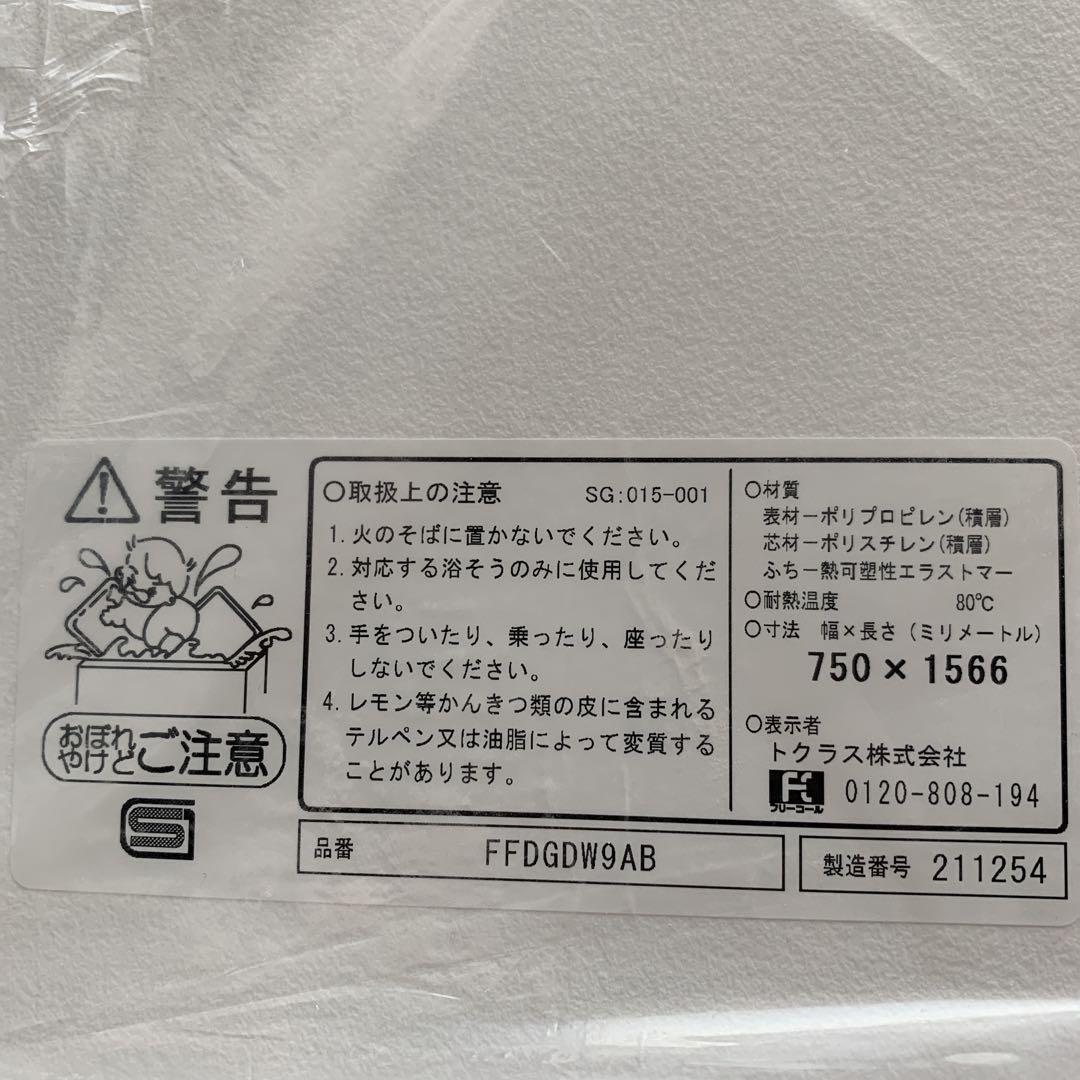 警告
おぼれ
やけど
ご注意
SG
○取扱上の注意 SG:015-001
1. 火のそばに置かないでください。
2. 対応する浴そうのみに使用してくだ
さい。
3. 手をついたり、乗ったり、座ったり
しないでください。
4. レモン等かんきつ類の皮に含まれる
テルペン又は油脂によって変質する
ことがあります。
○材質
表材－ポリプロピレン(積層)
芯材－ポリスチレン(積層)
ふち－熱可塑性エラストマー
○耐熱温度 80℃
○寸法 幅×長さ（ミリメートル）
750 × 1566
○表示者
トクラス株式会社
フリーコール 0120-808-194
品番 FFDGDW9AB
製造番号 211254